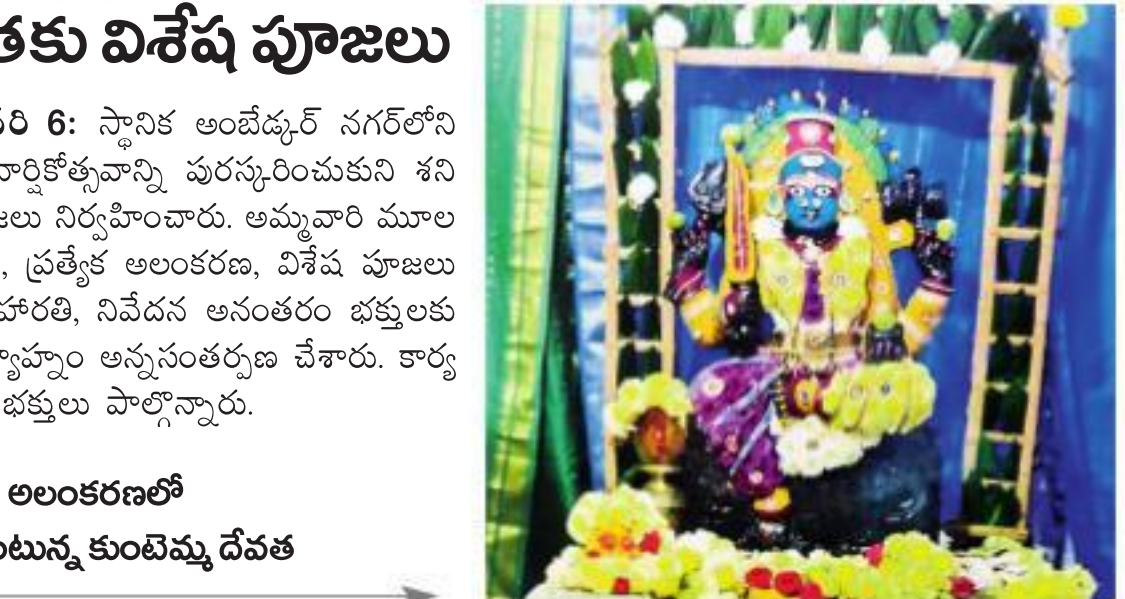 తకు విశేష పూజలు
వరి 6: స్థానిక అంబేడ్కర్ నగర్‌లోని
వార్షికోత్సవాన్ని పురస్కరించుకుని శని
జలు నిర్వహించారు. అమ్మవారి మూల
, ప్రత్యేక అలంకరణ, విశేష పూజలు
హారతి, నివేదన అనంతరం భక్తులకు
్యాహ్నం అన్నసంతర్పణ చేశారు. కార్య
భక్తులు పాల్గొన్నారు.
అలంకరణలో
ంటున్న కుంటెమ్మ దేవత